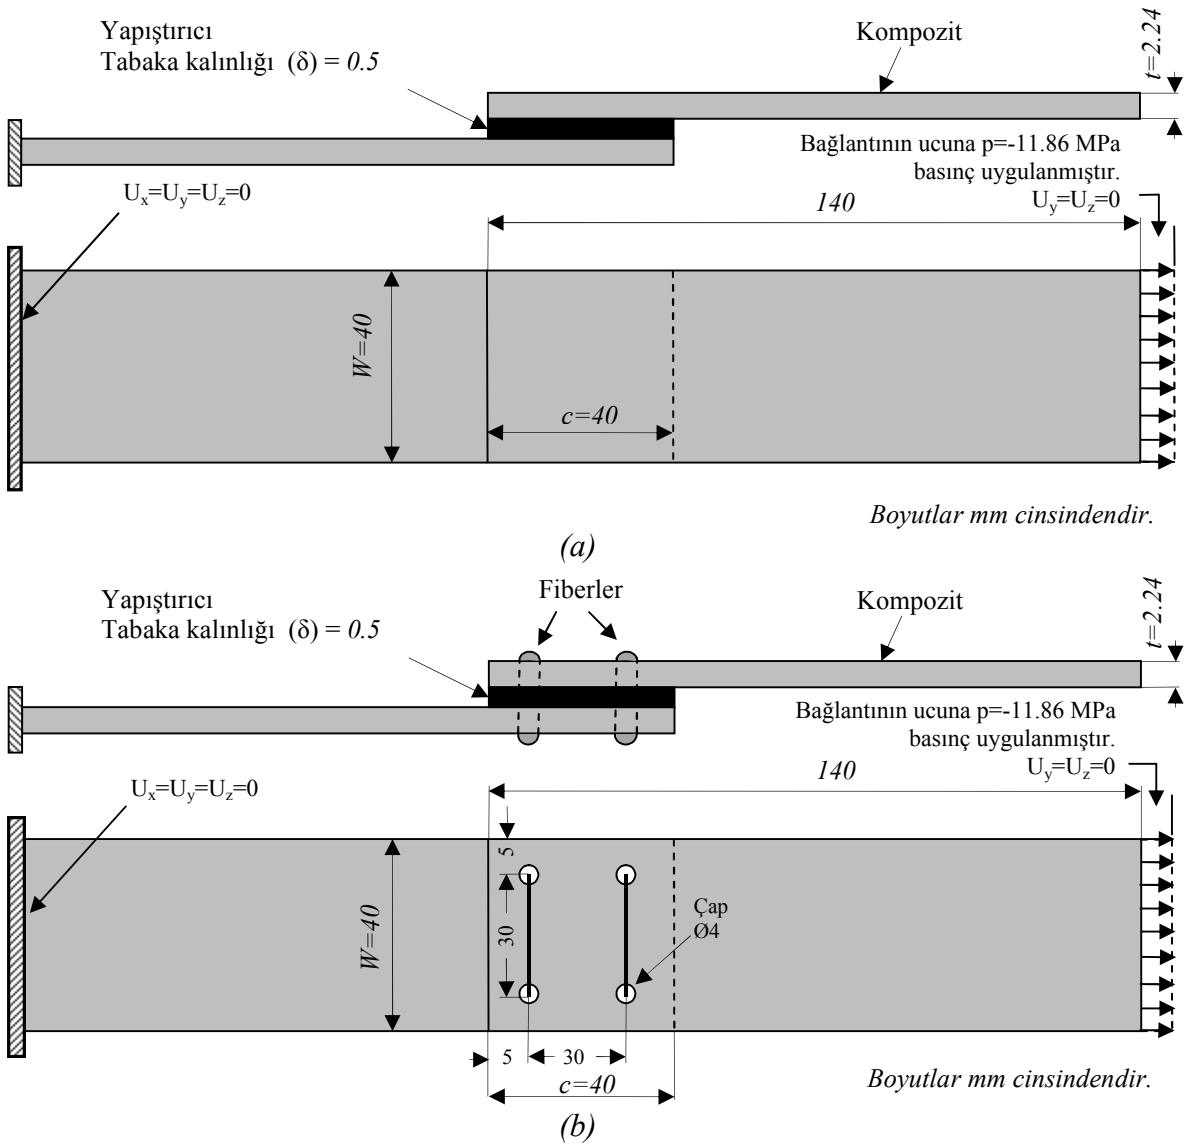 Yapıştırıcı
Tabaka kalınlığı (δ) = 0.5
Kompozit
t=2.24
Bağlantının ucuna p=-11.86 MPa
basınç uygulanmıştır.
Ux=Uy=Uz=0
Uy=Uz=0
140
W=40
c=40
Boyutlar mm cinsindendir.
(a)
Yapıştırıcı
Tabaka kalınlığı (δ) = 0.5
Fiberler
Kompozit
t=2.24
Bağlantının ucuna p=-11.86 MPa
basınç uygulanmıştır.
Ux=Uy=Uz=0
Uy=Uz=0
140
5
W=40
30
Çap
Ø4
5
30
c=40
Boyutlar mm cinsindendir.
(b)